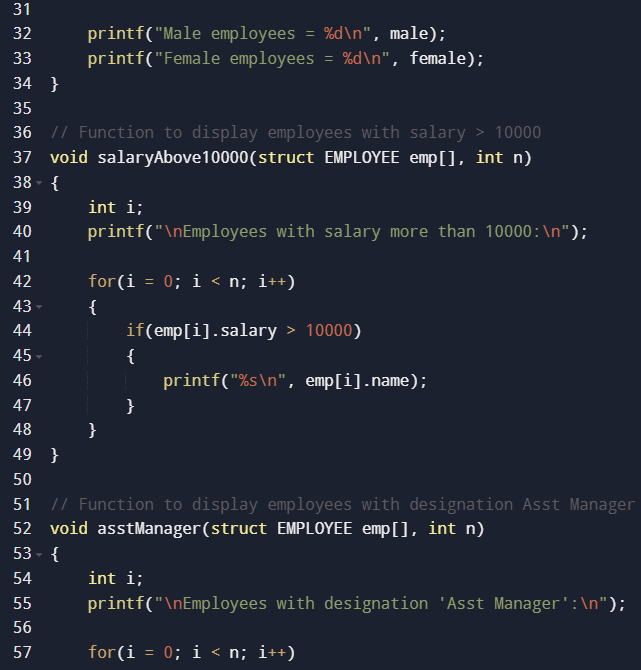 31
32 printf("Male employees = %d\n", male);
33 printf("Female employees = %d\n", female);
34 }
35
36 // Function to display employees with salary > 10000
37 void salaryAbove10000(struct EMPLOYEE emp[], int n)
38 {
39 int i;
40 printf("\nEmployees with salary more than 10000:\n");
41
42 for(i = 0; i < n; i++)
43 {
44 if(emp[i].salary > 10000)
45 {
46 printf("%s\n", emp[i].name);
47 }
48 }
49 }
50
51 // Function to display employees with designation Asst Manager
52 void asstManager(struct EMPLOYEE emp[], int n)
53 {
54 int i;
55 printf("\nEmployees with designation 'Asst Manager':\n");
56
57 for(i = 0; i < n; i++)